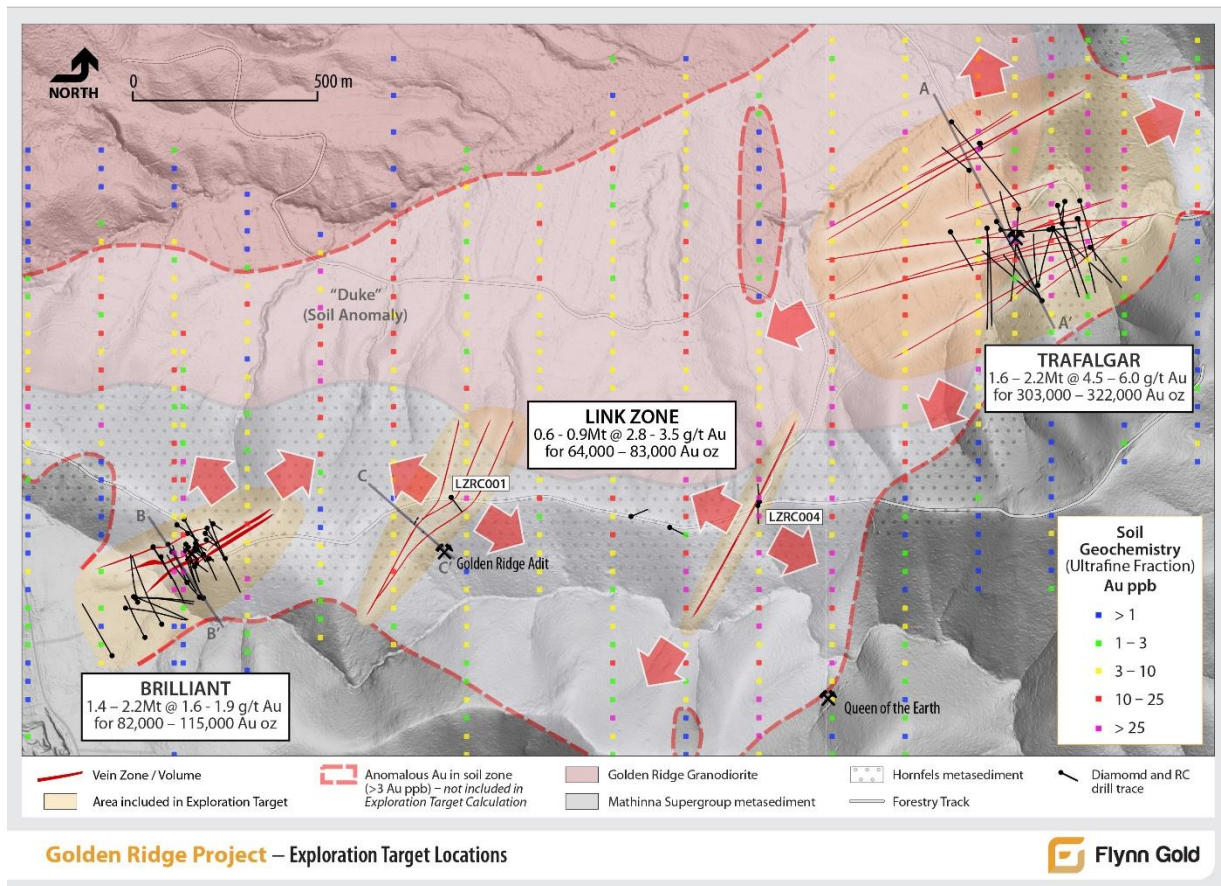 NORTH
0
500 m
A
"Duke"
(Soil Anomaly)
A'
TRAFALGAR
1.6 – 2.2Mt @ 4.5 – 6.0 g/t Au
for 303,000 – 322,000 Au oz
LINK ZONE
0.6 - 0.9Mt @ 2.8 - 3.5 g/t Au
for 64,000 – 83,000 Au oz
C
LZRC001
B
LZRC004
C'
Golden Ridge Adit
B'
BRILLIANT
1.4 – 2.2Mt @ 1.6 - 1.9 g/t Au
for 82,000 – 115,000 Au oz
Queen of the Earth
Soil
Geochemistry
(Ultrafine Fraction)
Au ppb
> 1
1 – 3
3 – 10
10 – 25
> 25
Vein Zone / Volume
Area included in Exploration Target
Anomalous Au in soil zone
(>3 Au ppb) – not included in
Exploration Target Calculation
Golden Ridge Granodiorite
Mathinna Supergroup metasediment
Hornfels metasediment
Forestry Track
Diamomd and RC
drill trace
Golden Ridge Project – Exploration Target Locations
Flynn Gold